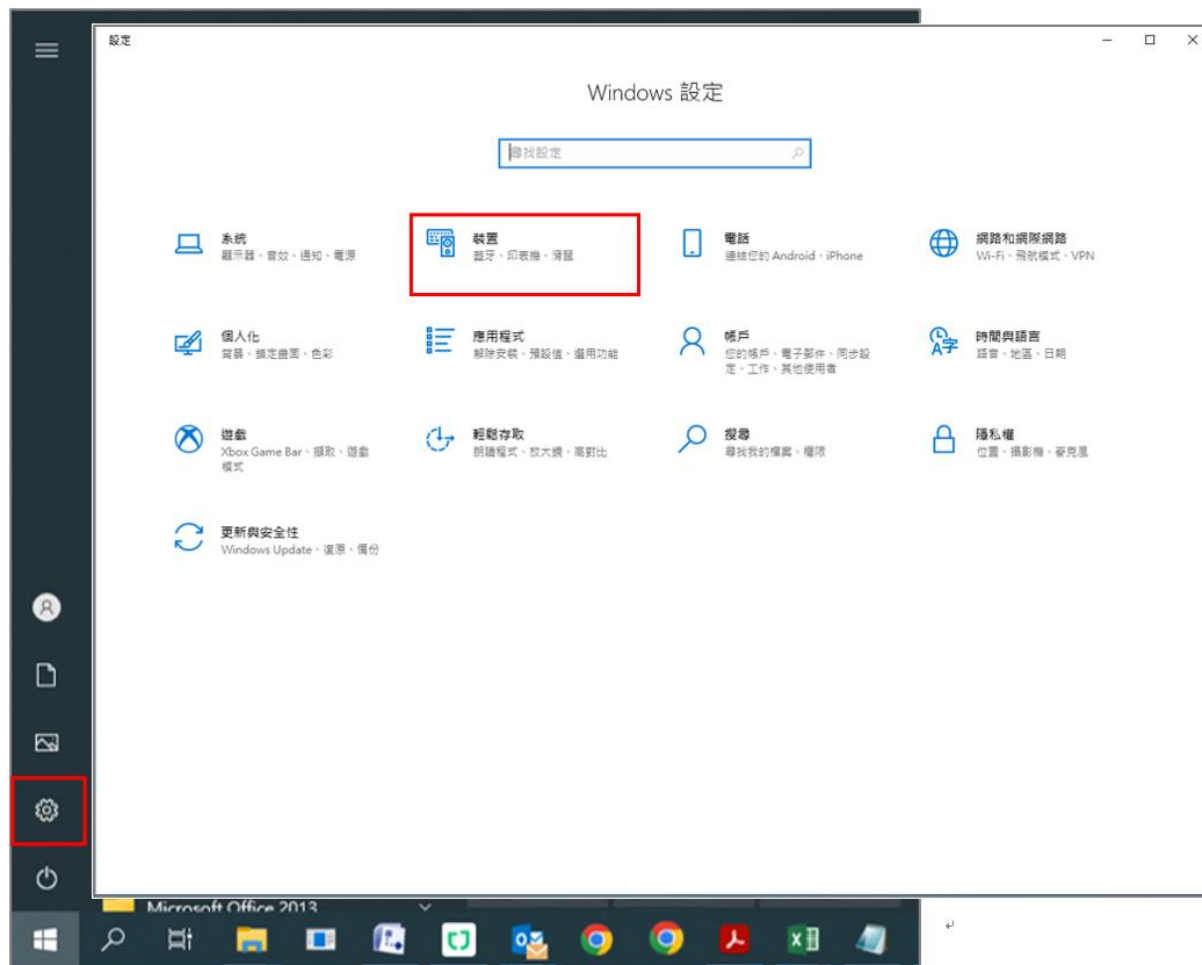 設定
Windows 設定
尋找設定
系統
顯示器、音效、通知、電源
裝置
藍牙、印表機、滑鼠
電話
連結您的 Android、iPhone
網路和網際網路
Wi-Fi、飛航模式、VPN
個人化
背景、鎖定畫面、色彩
應用程式
解除安裝、預設值、選用功能
帳戶
您的帳戶、電子郵件、同步設
定、工作、其他使用者
時間與語言
語言、地區、日期
遊戲
Xbox Game Bar、擷取、遊戲
模式
輕鬆存取
朗讀程式、放大鏡、高對比
搜尋
尋找我的檔案、權限
隱私權
位置、攝影機、麥克風
更新與安全性
Windows Update、復原、備份
Microsoft Office 2013